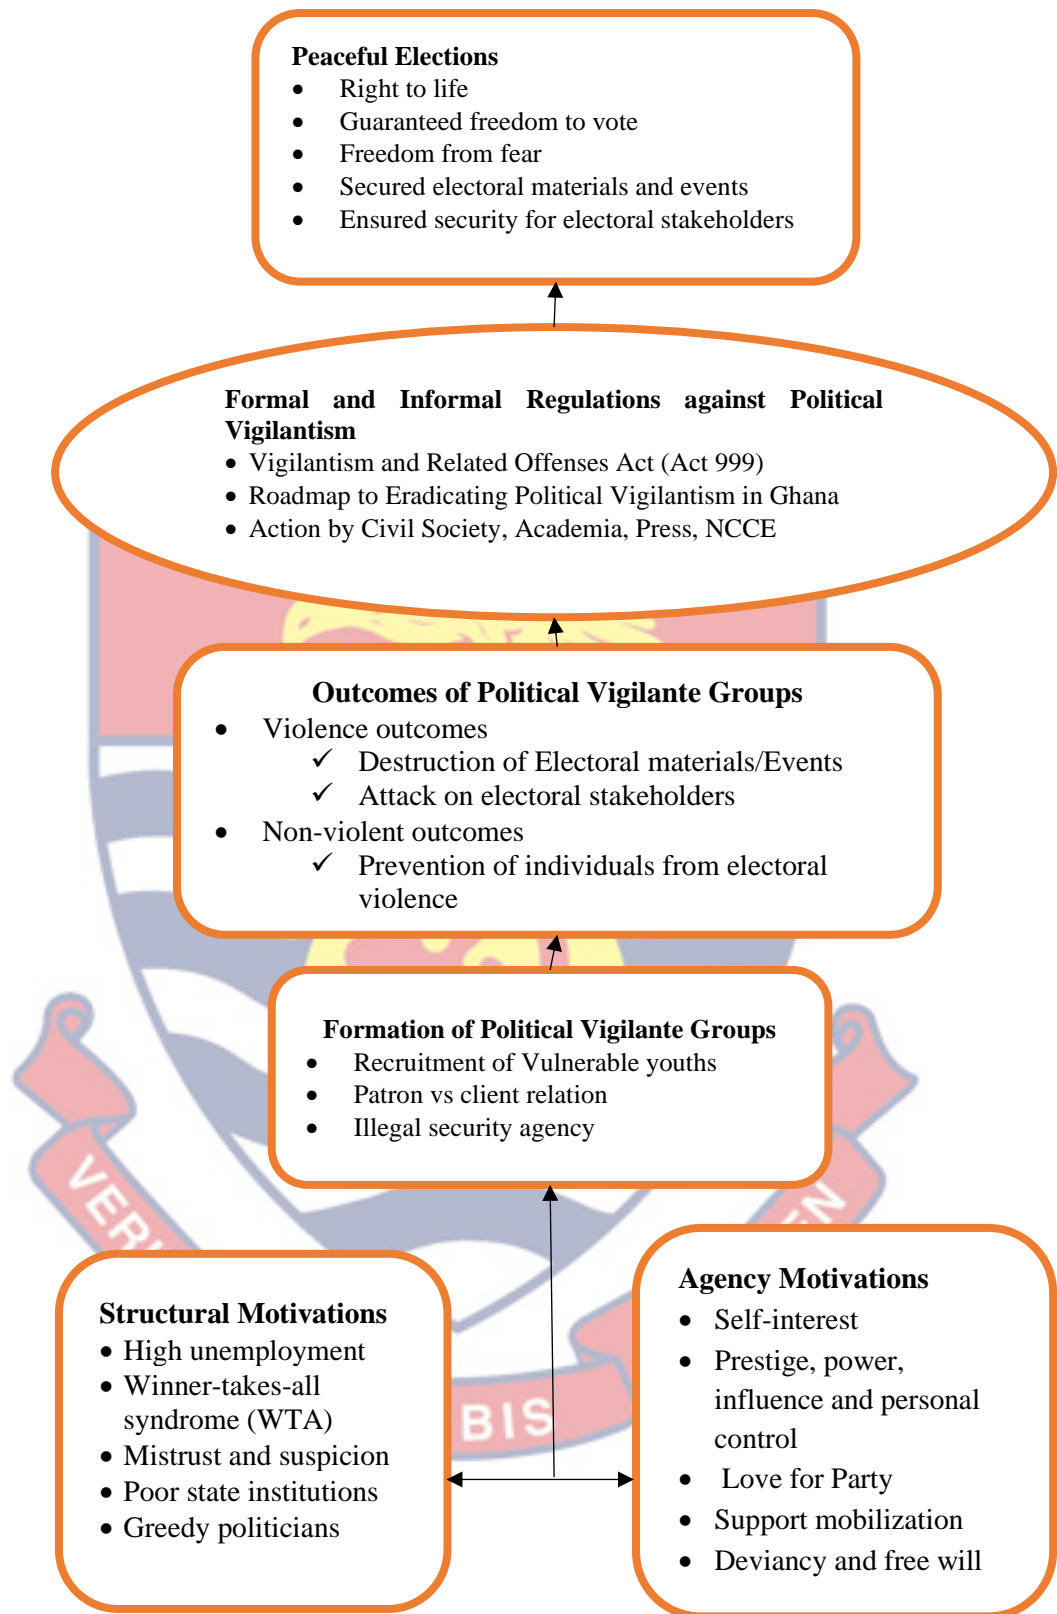 Peaceful Elections
• Right to life
• Guaranteed freedom to vote
• Freedom from fear
• Secured electoral materials and events
• Ensured security for electoral stakeholders
Formal and Informal Regulations against Political
Vigilantism
• Vigilantism and Related Offenses Act (Act 999)
• Roadmap to Eradicating Political Vigilantism in Ghana
• Action by Civil Society, Academia, Press, NCCE
Outcomes of Political Vigilante Groups
• Violence outcomes
✓ Destruction of Electoral materials/Events
✓ Attack on electoral stakeholders
• Non-violent outcomes
✓ Prevention of individuals from electoral
violence
Formation of Political Vigilante Groups
• Recruitment of Vulnerable youths
• Patron vs client relation
• Illegal security agency
Structural Motivations
• High unemployment
• Winner-takes-all
syndrome (WTA)
• Mistrust and suspicion
• Poor state institutions
• Greedy politicians
Agency Motivations
• Self-interest
• Prestige, power,
influence and personal
control
• Love for Party
• Support mobilization
• Deviancy and free will
BIS